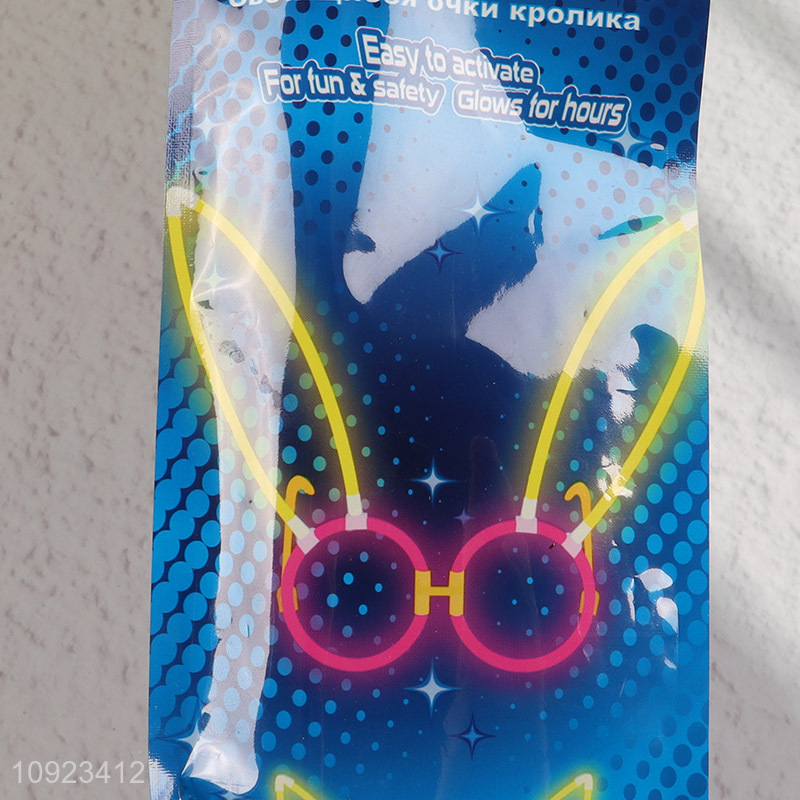 очки кролика
Easy to activate
For fun & safety Glows for hours
10923412